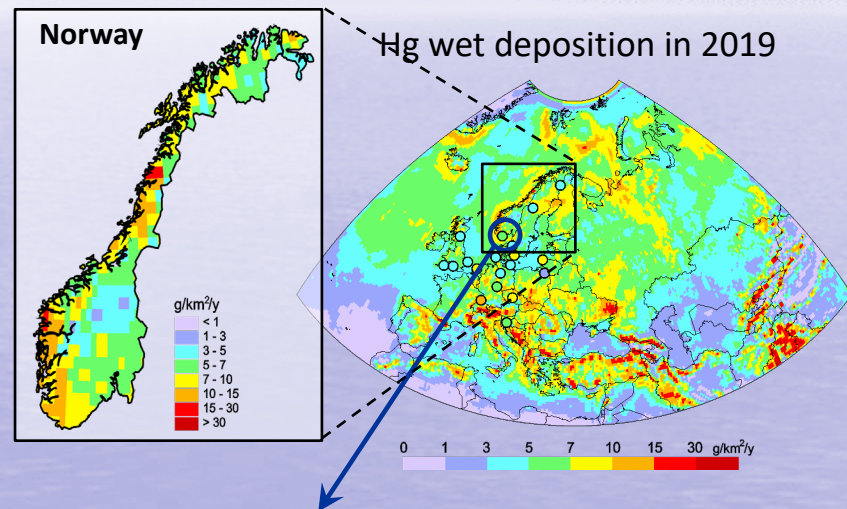 Norway
Hg wet deposition in 2019
g/km²/y
< 1
1 - 3
3 - 5
5 - 7
7 - 10
10 - 15
15 - 30
> 30
0 1 3 5 7 10 15 30 g/km²/y